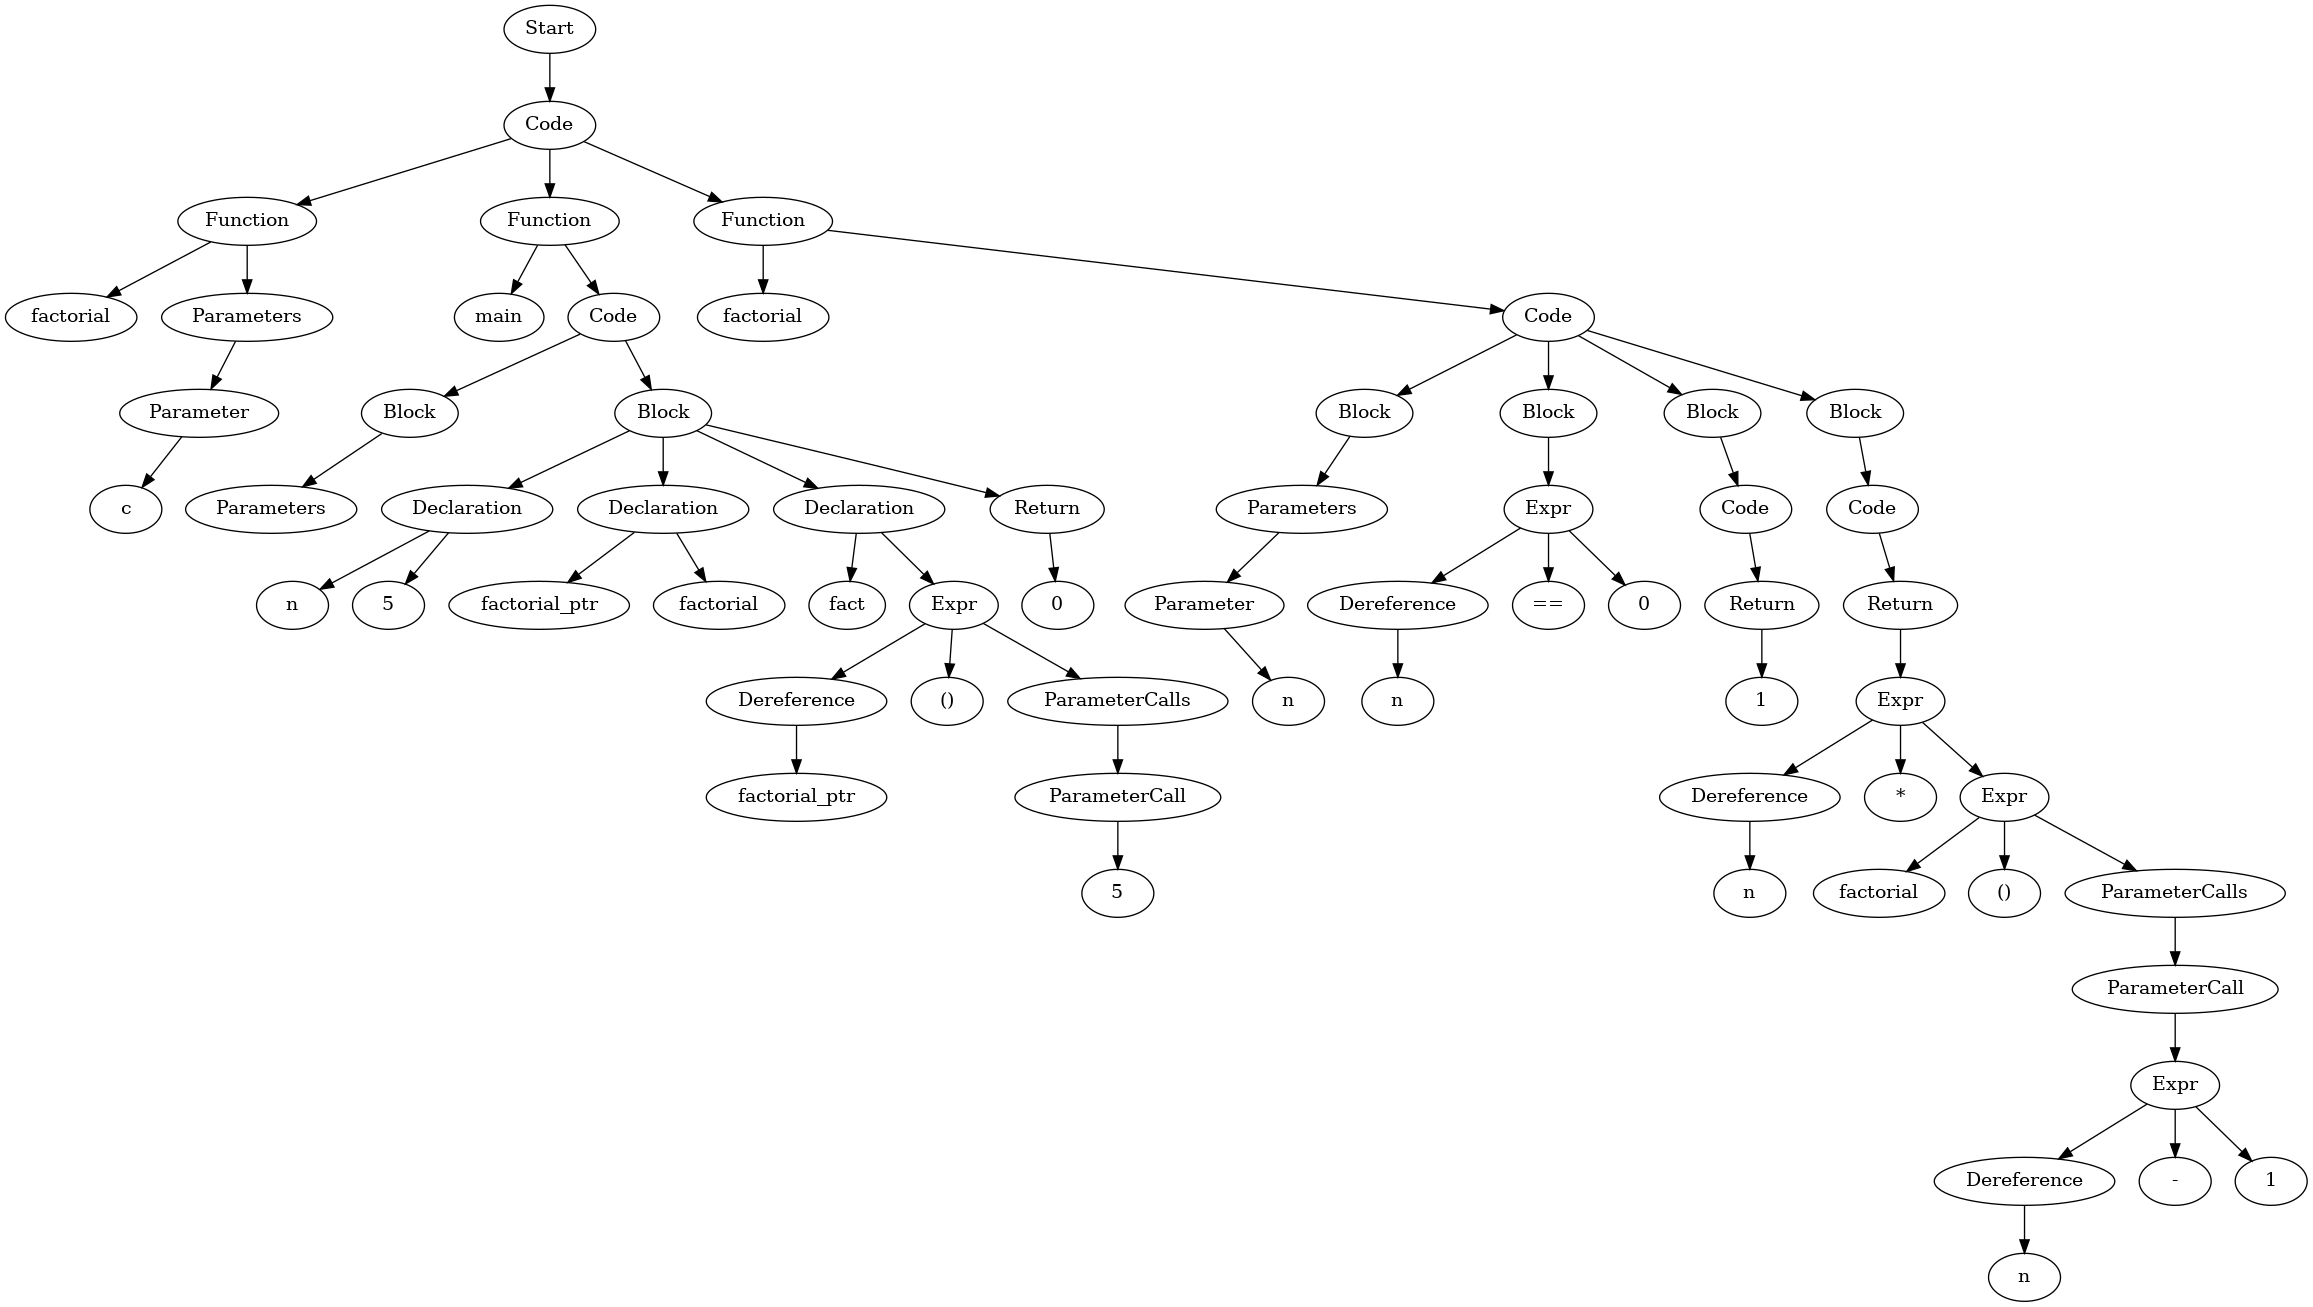 Start
Code
Function
Function
Function
factorial
Parameters
main
Code
factorial
Code
Parameter
Block
Block
Block
Block
Block
Block
c
Parameters
Declaration
Declaration
Declaration
Return
Parameters
Expr
Code
Code
n
5
factorial_ptr
factorial
fact
Expr
0
Parameter
Dereference
==
0
Return
Return
Dereference
()
ParameterCalls
n
n
1
Expr
factorial_ptr
ParameterCall
Dereference
*
Expr
5
n
factorial
()
ParameterCalls
ParameterCall
Expr
Dereference
-
1
n